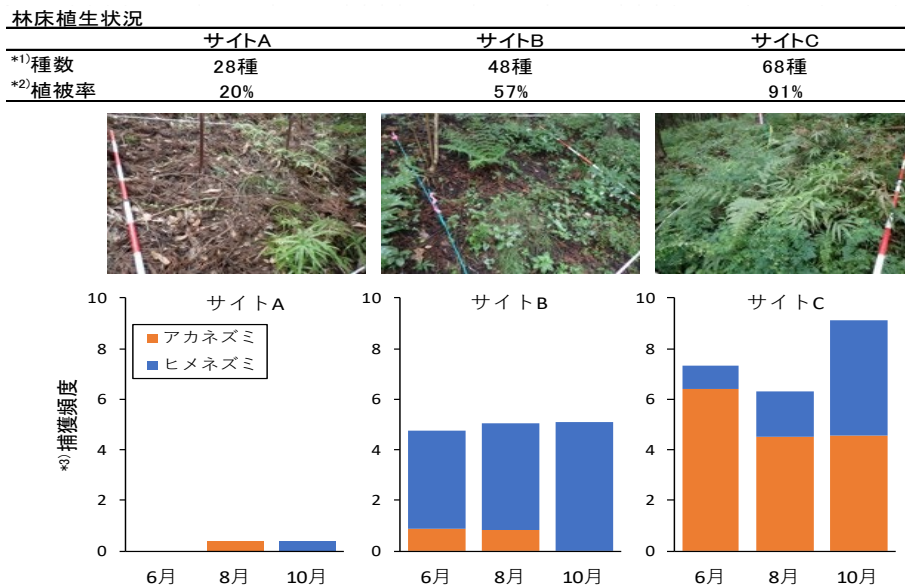 林床植生状況
サイトA サイトB サイトC
*1)種数 28種 48種 68種
*2)植被率 20% 57% 91%
サイトA サイトB サイトC
アカネズミ
ヒメネズミ
*3)捕獲頻度
10 8 6 4 2 0
6月 8月 10月
10 8 6 4 2 0
6月 8月 10月
10 8 6 4 2 0
6月 8月 10月